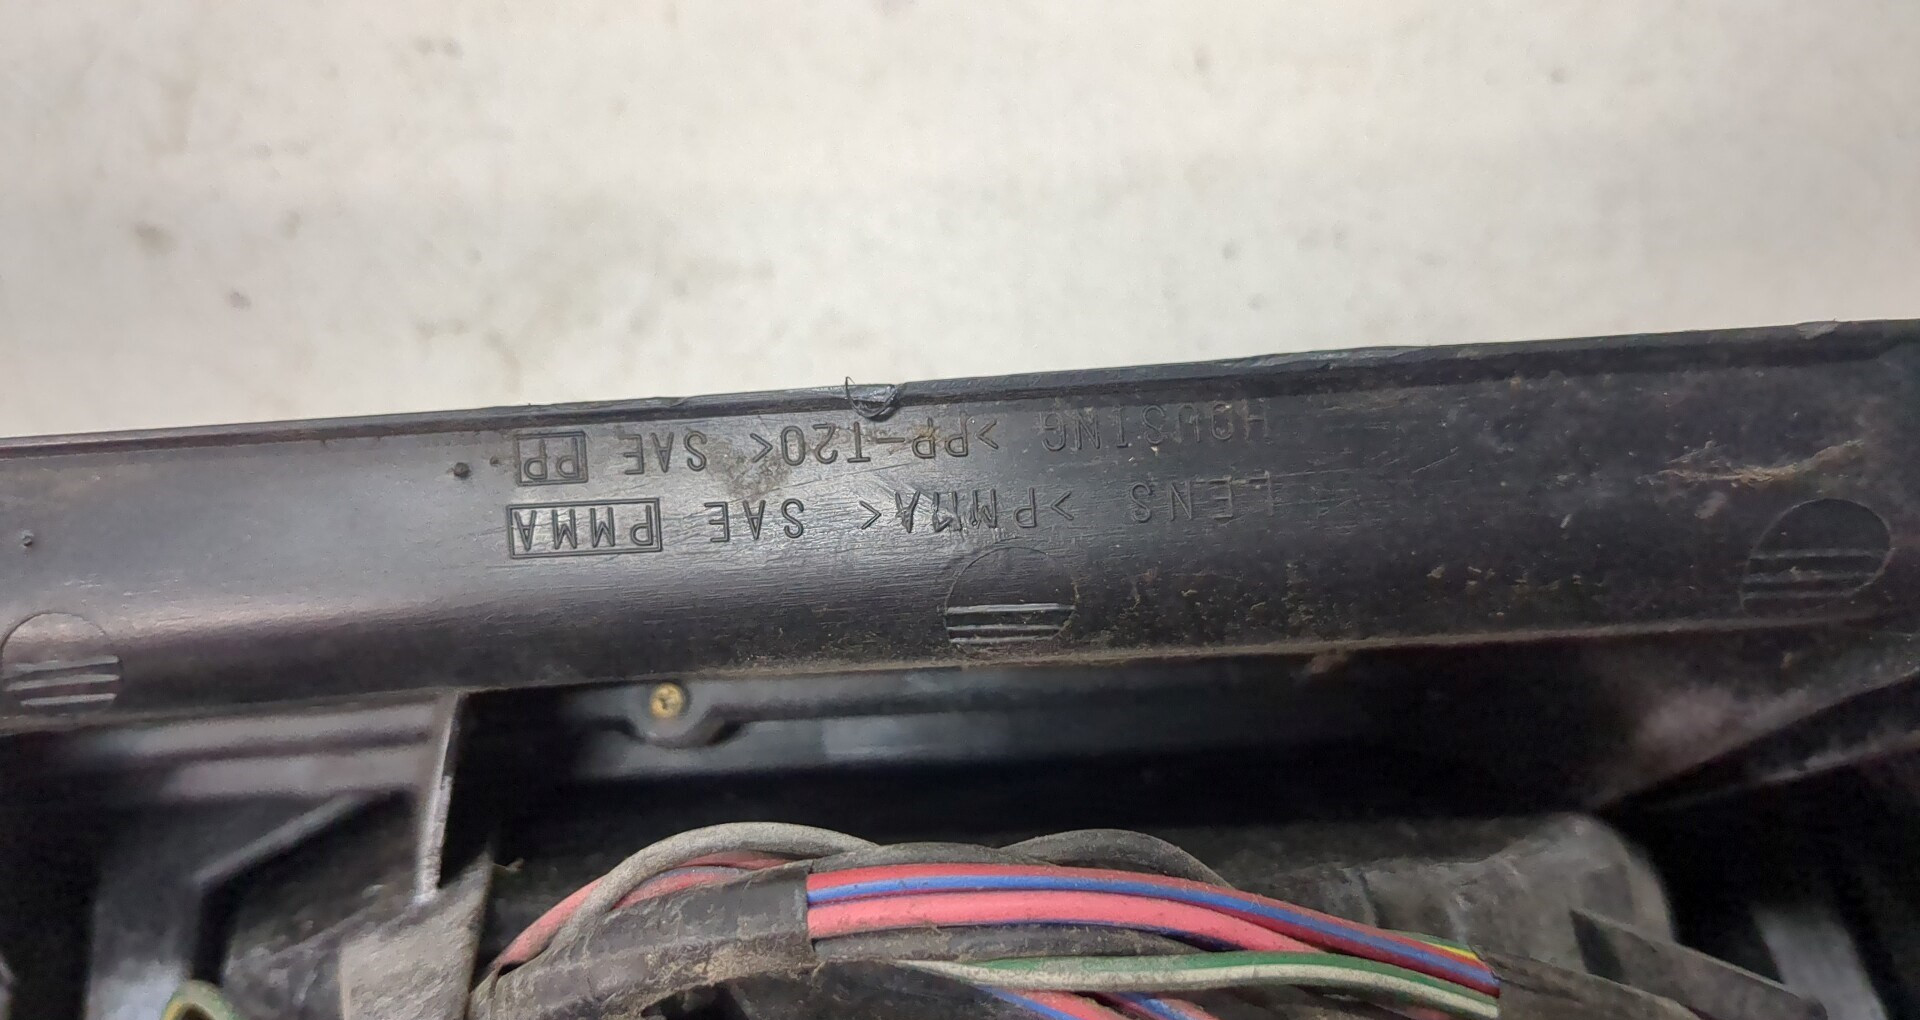 LENS >PMMA< SAE PMMA
HOUSING >PP-T20< SAE PP